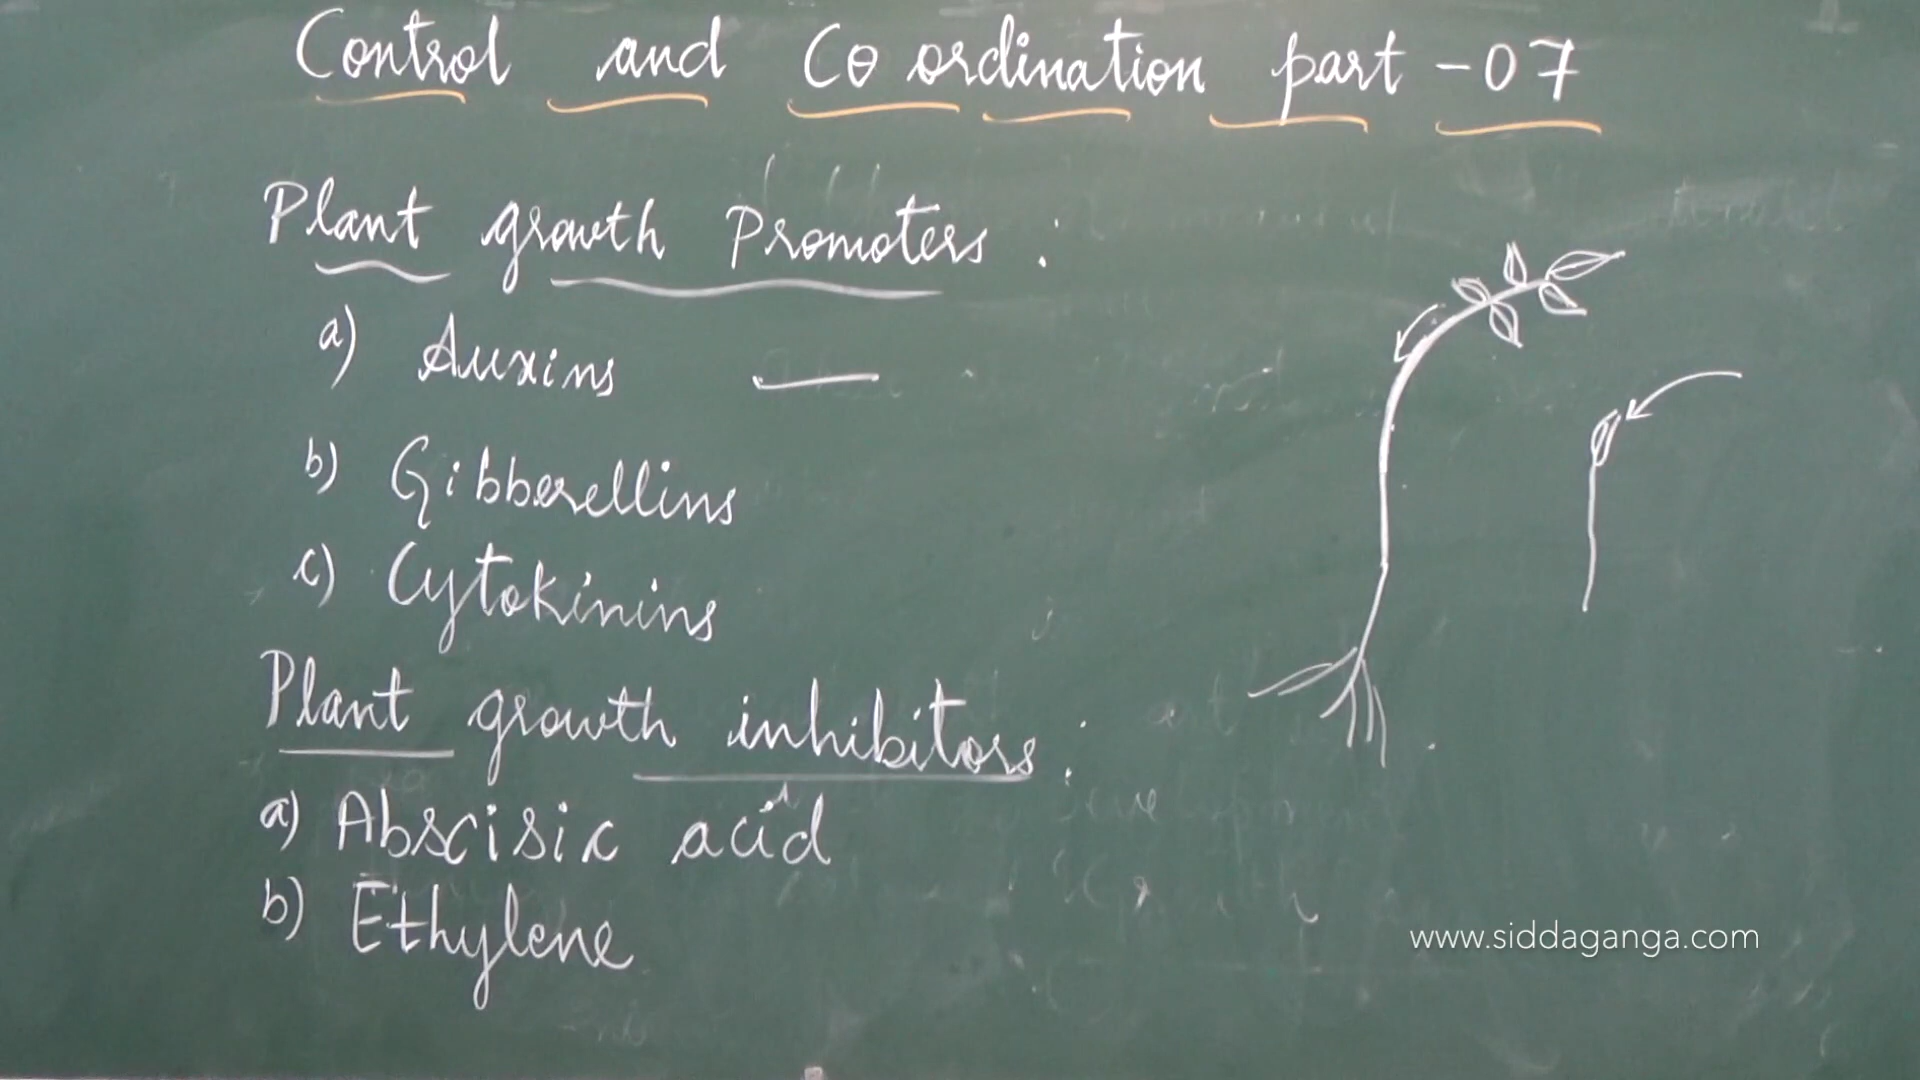 Control and Co ordination part - 07
Plant growth Promoters :
a) Auxins —
b) Gibberellins
c) Cytokinins
Plant growth inhibitors :
a) Abscisic acid
b) Ethylene
www.siddaganga.com